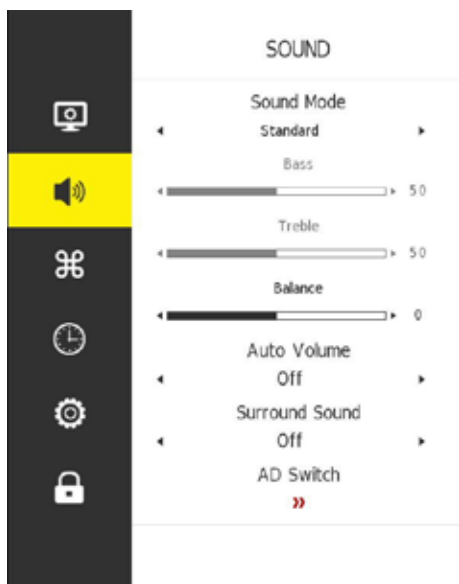 SOUND
Sound Mode
Standard
Bass
50
Treble
50
Balance
0
Auto Volume
Off
Surround Sound
Off
AD Switch